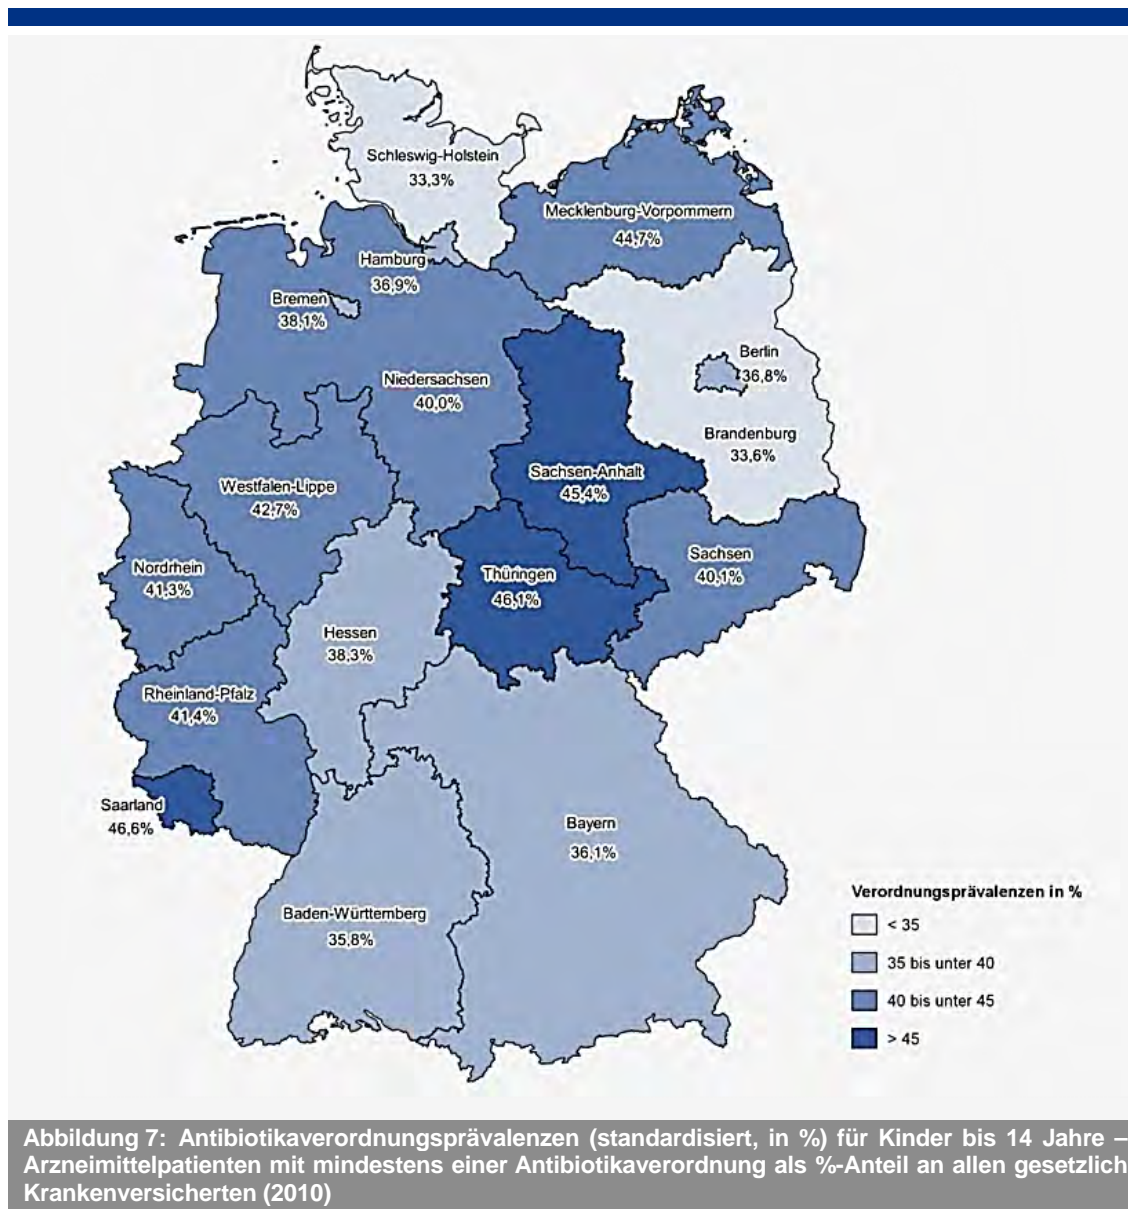 Schleswig-Holstein
33,3%
Mecklenburg-Vorpommern
44,7%
Hamburg
36,9%
Bremen
38,1%
Berlin
36,8%
Niedersachsen
40,0%
Brandenburg
33,6%
Sachsen-Anhalt
45,4%
Westfalen-Lippe
42,7%
Sachsen
40,1%
Nordrhein
41,3%
Thüringen
46,1%
Hessen
38,3%
Rheinland-Pfalz
41,4%
Saarland
46,6%
Bayern
36,1%
Baden-Württemberg
35,8%
Verordnungsprävalenzen in %
< 35
35 bis unter 40
40 bis unter 45
> 45
Abbildung 7: Antibiotikaverordnungsprävalenzen (standardisiert, in %) für Kinder bis 14 Jahre –
Arzneimittelpatienten mit mindestens einer Antibiotikaverordnung als %-Anteil an allen gesetzlich
Krankenversicherten (2010)